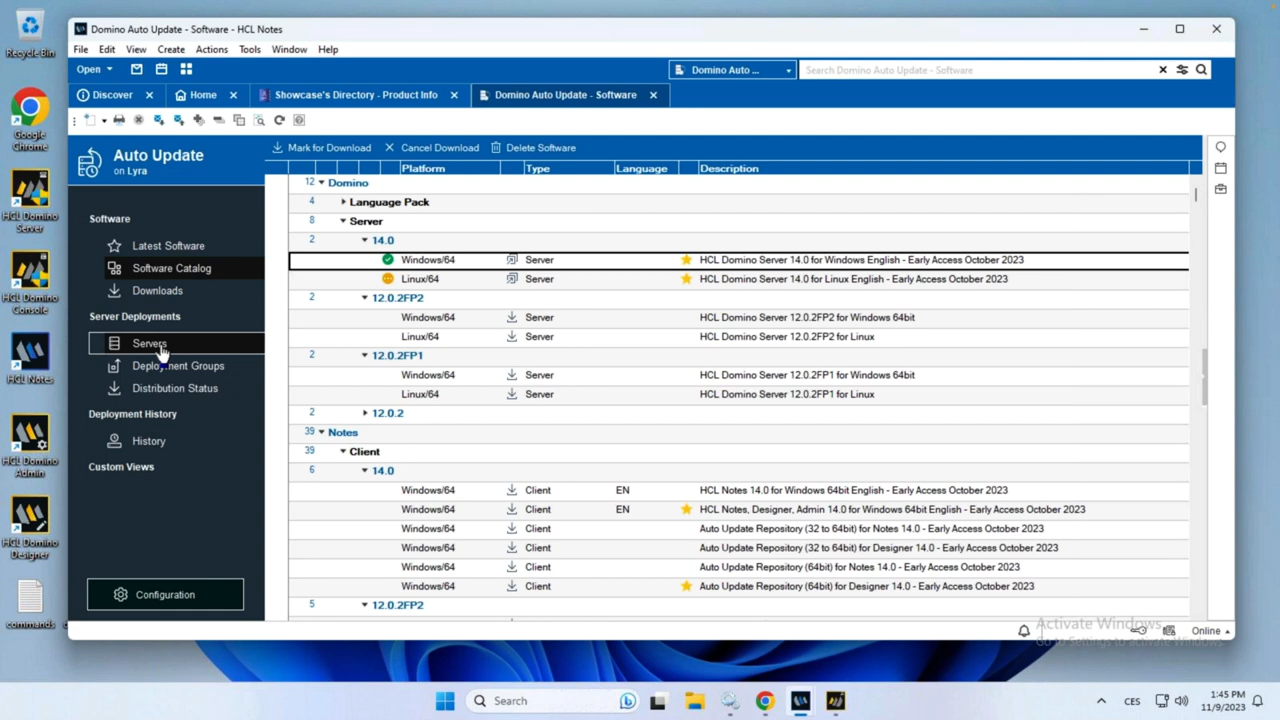 Recycle Bin
Google
Chrome
HCL Domino
Server
HCL Domino
Console
HCL Notes
HCL Domino
Admin
HCL Domino
Designer
commands
Domino Auto Update - Software - HCL Notes
File Edit View Create Actions Tools Window Help
Open Domino Auto ... Search Domino Auto Update - Software
Discover Home Showcase's Directory - Product Info Domino Auto Update - Software
Auto Update
on Lyra
Software
Latest Software
Software Catalog
Downloads
Server Deployments
Servers
Deployment Groups
Distribution Status
Deployment History
History
Custom Views
Configuration
Mark for Download Cancel Download Delete Software
Platform Type Language Description
12 Domino
4 Language Pack
8 Server
2 14.0
Windows/64 Server HCL Domino Server 14.0 for Windows English - Early Access October 2023
Linux/64 Server HCL Domino Server 14.0 for Linux English - Early Access October 2023
2 12.0.2FP2
Windows/64 Server HCL Domino Server 12.0.2FP2 for Windows 64bit
Linux/64 Server HCL Domino Server 12.0.2FP2 for Linux
2 12.0.2FP1
Windows/64 Server HCL Domino Server 12.0.2FP1 for Windows 64bit
Linux/64 Server HCL Domino Server 12.0.2FP1 for Linux
2 12.0.2
39 Notes
39 Client
6 14.0
Windows/64 Client EN HCL Notes 14.0 for Windows 64bit English - Early Access October 2023
Windows/64 Client EN HCL Notes, Designer, Admin 14.0 for Windows 64bit English - Early Access October 2023
Windows/64 Client Auto Update Repository (32 to 64bit) for Notes 14.0 - Early Access October 2023
Windows/64 Client Auto Update Repository (32 to 64bit) for Designer 14.0 - Early Access October 2023
Windows/64 Client Auto Update Repository (64bit) for Notes 14.0 - Early Access October 2023
Windows/64 Client Auto Update Repository (64bit) for Designer 14.0 - Early Access October 2023
5 12.0.2FP2
Activate Windows
Go to Settings to activate Windows.
Online
Search
CES
1:45 PM
11/9/2023